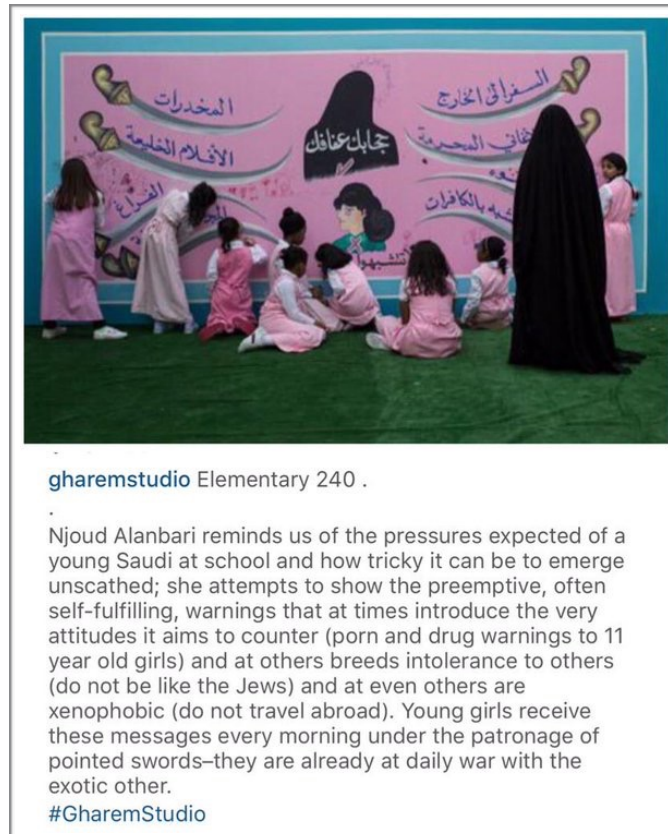 السفر إلى الخارج
المخدرات
حجابك عفافك
المحرمة
الأفلام الخليعة
الفراغ
بالكافرات
gharemstudio Elementary 240 .
.
Njoud Alanbari reminds us of the pressures expected of a
young Saudi at school and how tricky it can be to emerge
unscathed; she attempts to show the preemptive, often
self-fulfilling, warnings that at times introduce the very
attitudes it aims to counter (porn and drug warnings to 11
year old girls) and at others breeds intolerance to others
(do not be like the Jews) and at even others are
xenophobic (do not travel abroad). Young girls receive
these messages every morning under the patronage of
pointed swords–they are already at daily war with the
exotic other.
#GharemStudio